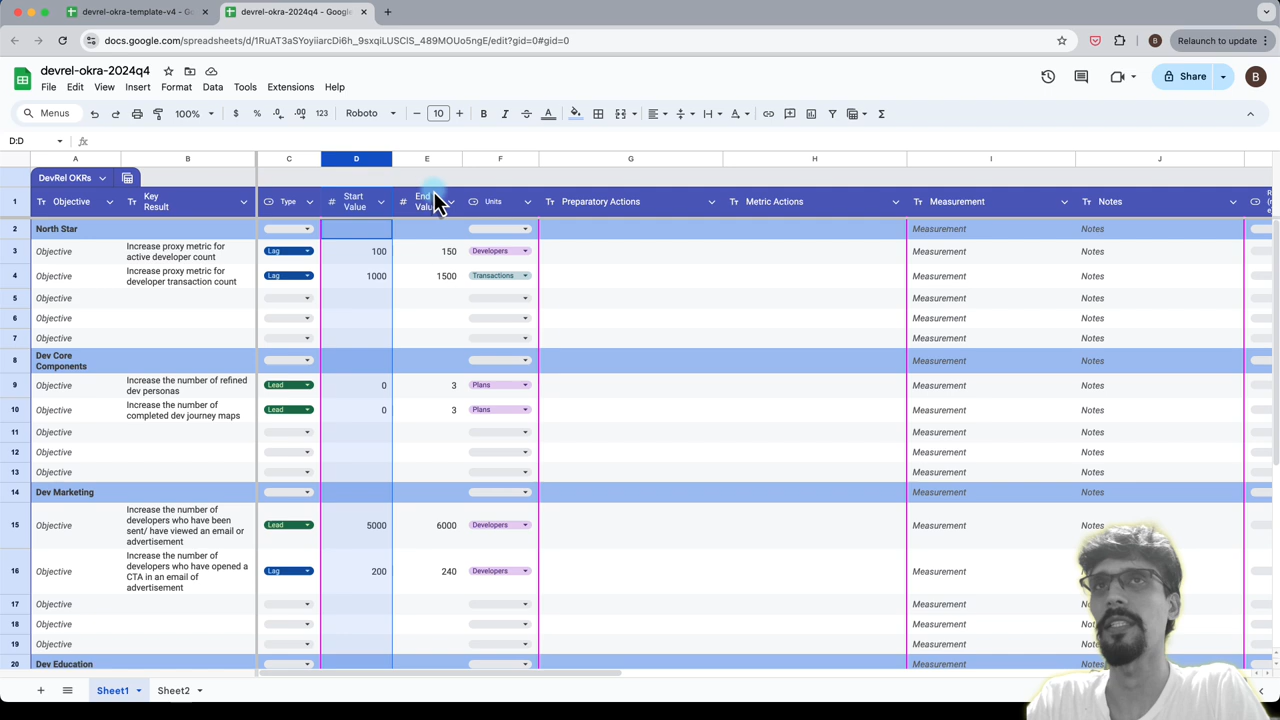 devrel-okra-template-v4 – Goog
devrel-okra-2024q4 – Google
docs.google.com/spreadsheets/d/1RuAT3aSYoyiiarcDi6h_9sxqiLUSCIS_489MOUo5ngE/edit?gid=0#gid=0
B
Relaunch to update
devrel-okra-2024q4
File Edit View Insert Format Data Tools Extensions Help
Share
B
Menus 100% $ % .0 .00 123 Roboto 10 B I A
D:D fx
A B C D E F G H I J
DevRel OKRs
1 Objective Key Result Type Start Value End Units Preparatory Actions Metric Actions Measurement Notes
2 North Star Measurement Notes
3 Objective Increase proxy metric for
active developer count Lag 100 150 Developers Measurement Notes
4 Objective Increase proxy metric for
developer transaction count Lag 1000 1500 Transactions Measurement Notes
5 Objective Measurement Notes
6 Objective Measurement Notes
7 Objective Measurement Notes
8 Dev Core
Components Measurement Notes
9 Objective Increase the number of refined
dev personas Lead 0 3 Plans Measurement Notes
10 Objective Increase the number of
completed dev journey maps Lead 0 3 Plans Measurement Notes
11 Objective Measurement Notes
12 Objective Measurement Notes
13 Objective Measurement Notes
14 Dev Marketing Measurement Notes
15 Objective Increase the number of
developers who have been
sent/ have viewed an email or
advertisement Lead 5000 6000 Developers Measurement
16 Objective Increase the number of
developers who have opened a
CTA in an email of
advertisement Lag 200 240 Developers Measurement
17 Objective Measurement
18 Objective Measurement
19 Objective Measurement
20 Dev Education Measurement
Sheet1 Sheet2